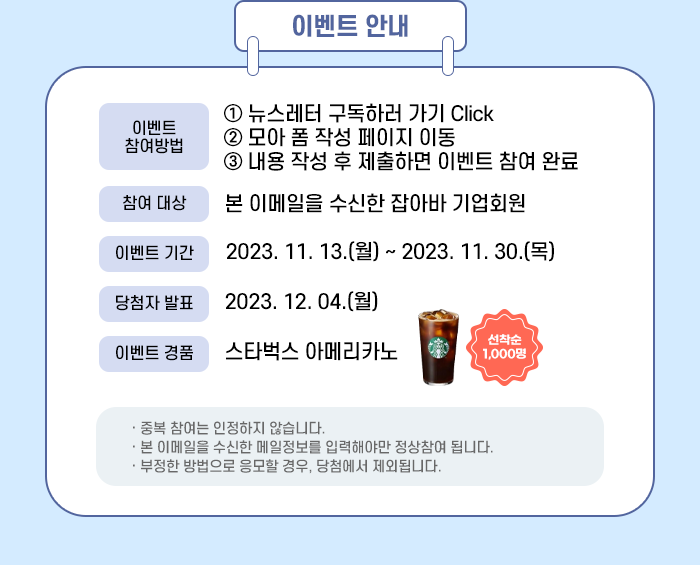 이벤트 안내
이벤트
참여방법
① 뉴스레터 구독하러 가기 Click
② 모아 폼 작성 페이지 이동
③ 내용 작성 후 제출하면 이벤트 참여 완료
참여 대상
본 이메일을 수신한 잡아바 기업회원
이벤트 기간
2023. 11. 13.(월) ~ 2023. 11. 30.(목)
당첨자 발표
2023. 12. 04.(월)
이벤트 경품
스타벅스 아메리카노
선착순
1,000명
· 중복 참여는 인정하지 않습니다.
· 본 이메일을 수신한 메일정보를 입력해야만 정상참여 됩니다.
· 부정한 방법으로 응모할 경우, 당첨에서 제외됩니다.